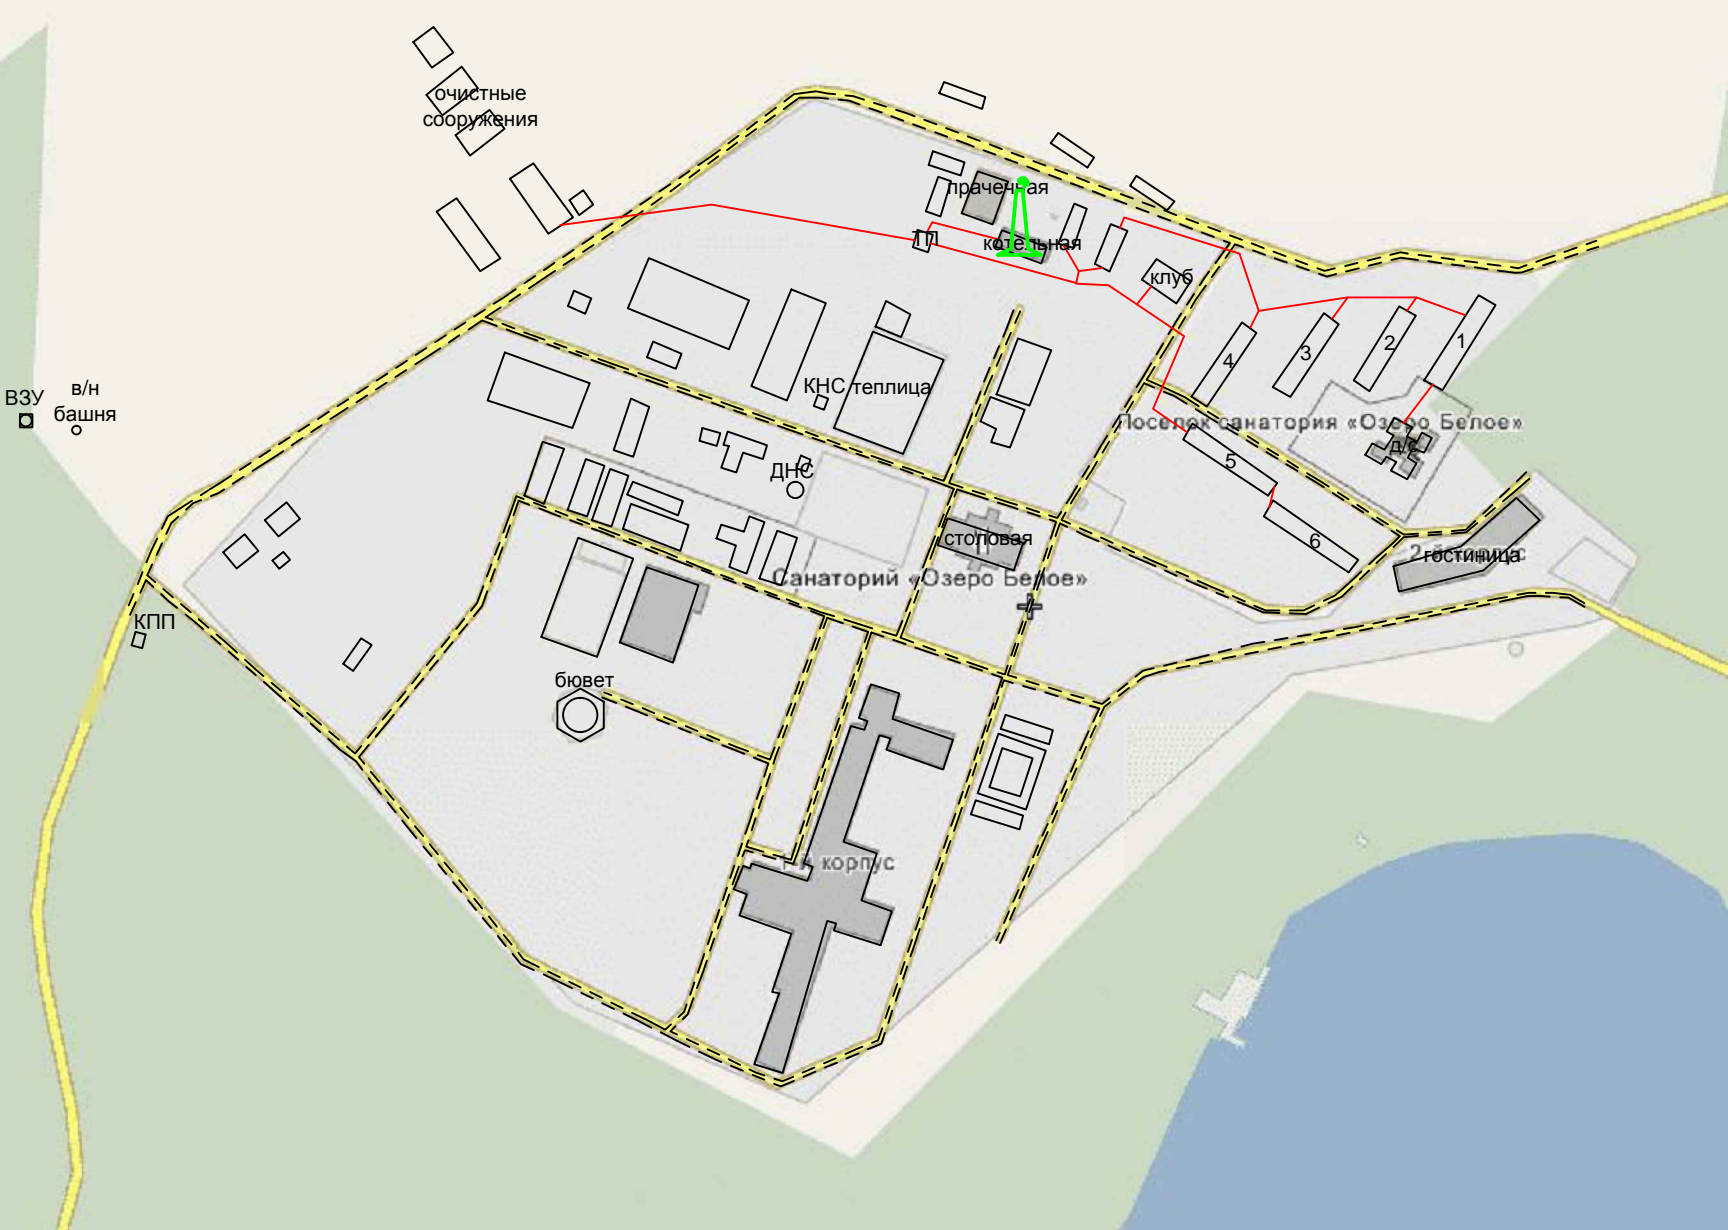 очистные
сооружения
прачечная
ТП
котельная
клуб
КНС теплица
4
3
2
1
ВЗУ
в/н
башня
Поселок санатория «Озеро Белое»
д/с
5
ДНС
столовая
6
гостиница
Санаторий «Озеро Белое»
КПП
бювет
1-й корпус